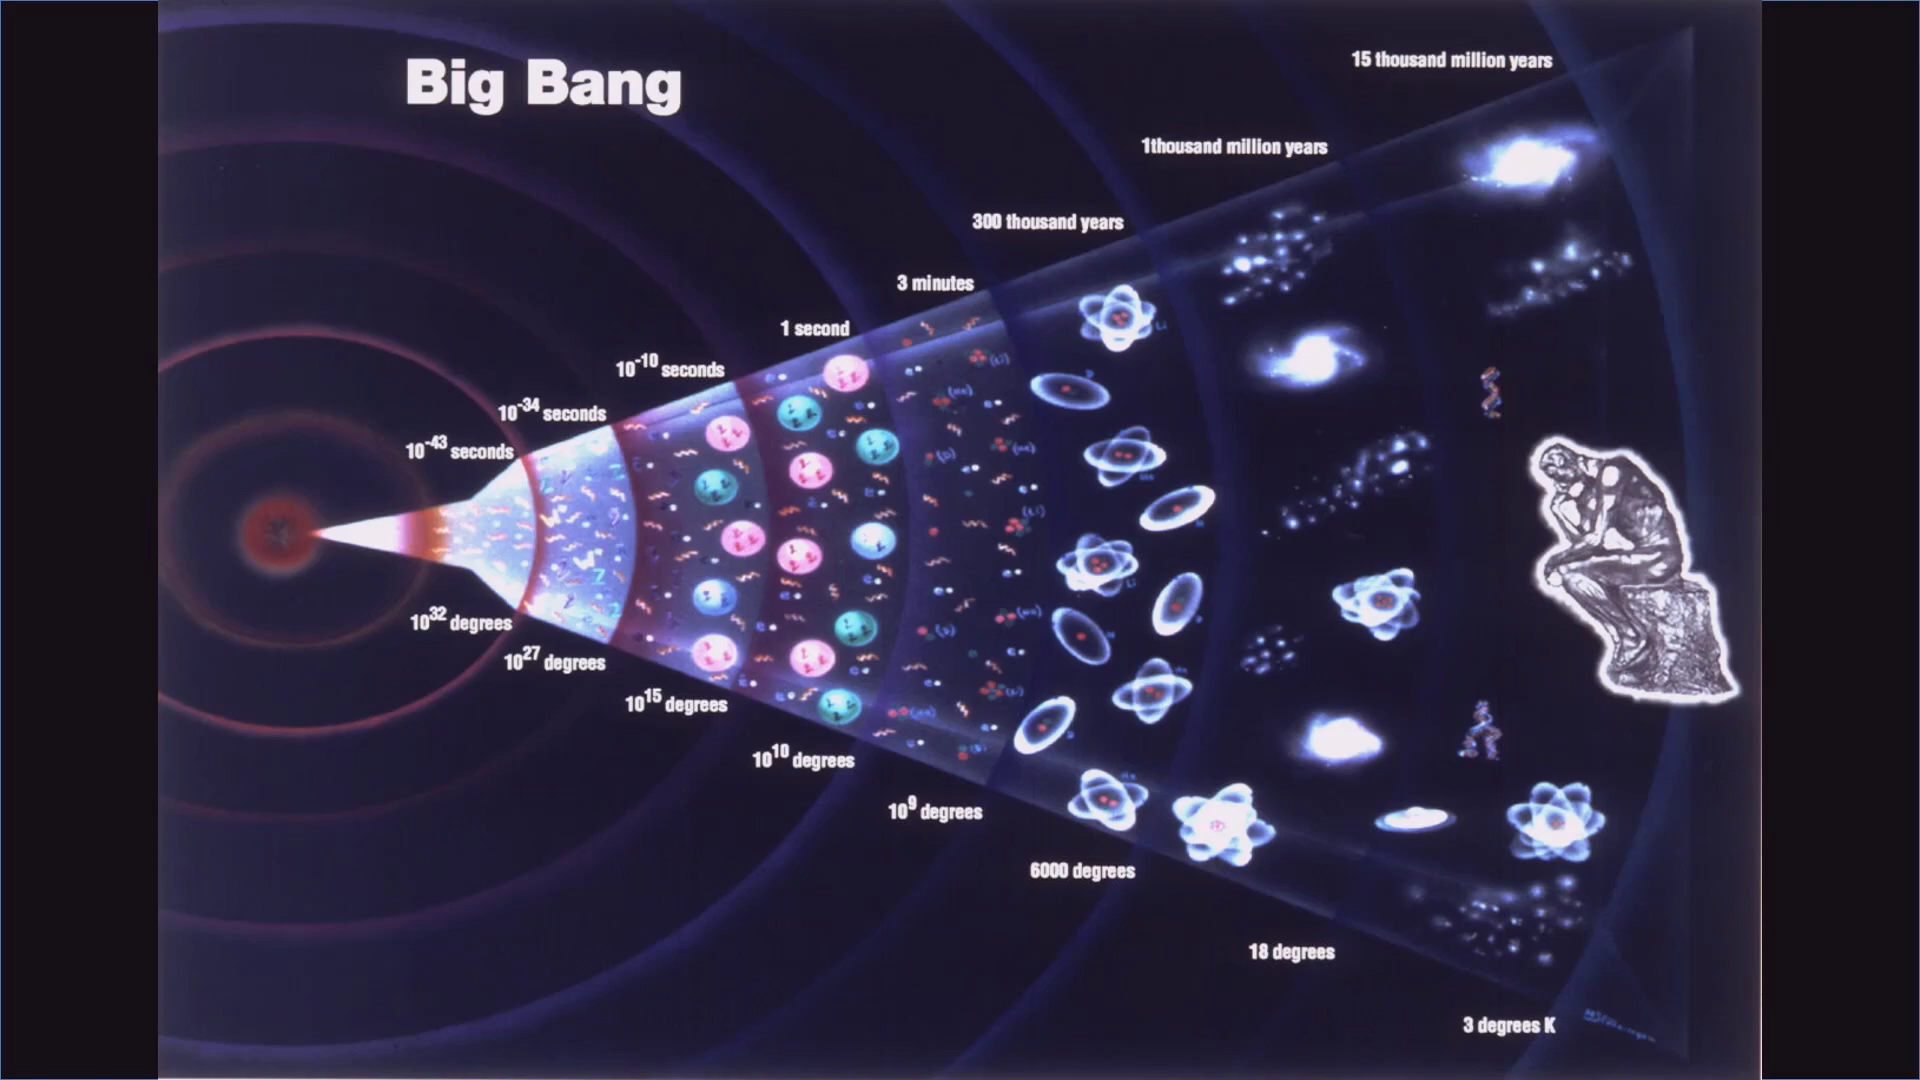 Big Bang
15 thousand million years
1thousand million years
300 thousand years
3 minutes
1 second
10⁻¹⁰ seconds
10⁻³⁴ seconds
10⁻⁴³ seconds
10³² degrees
10²⁷ degrees
10¹⁵ degrees
10¹⁰ degrees
10⁹ degrees
6000 degrees
18 degrees
3 degrees K